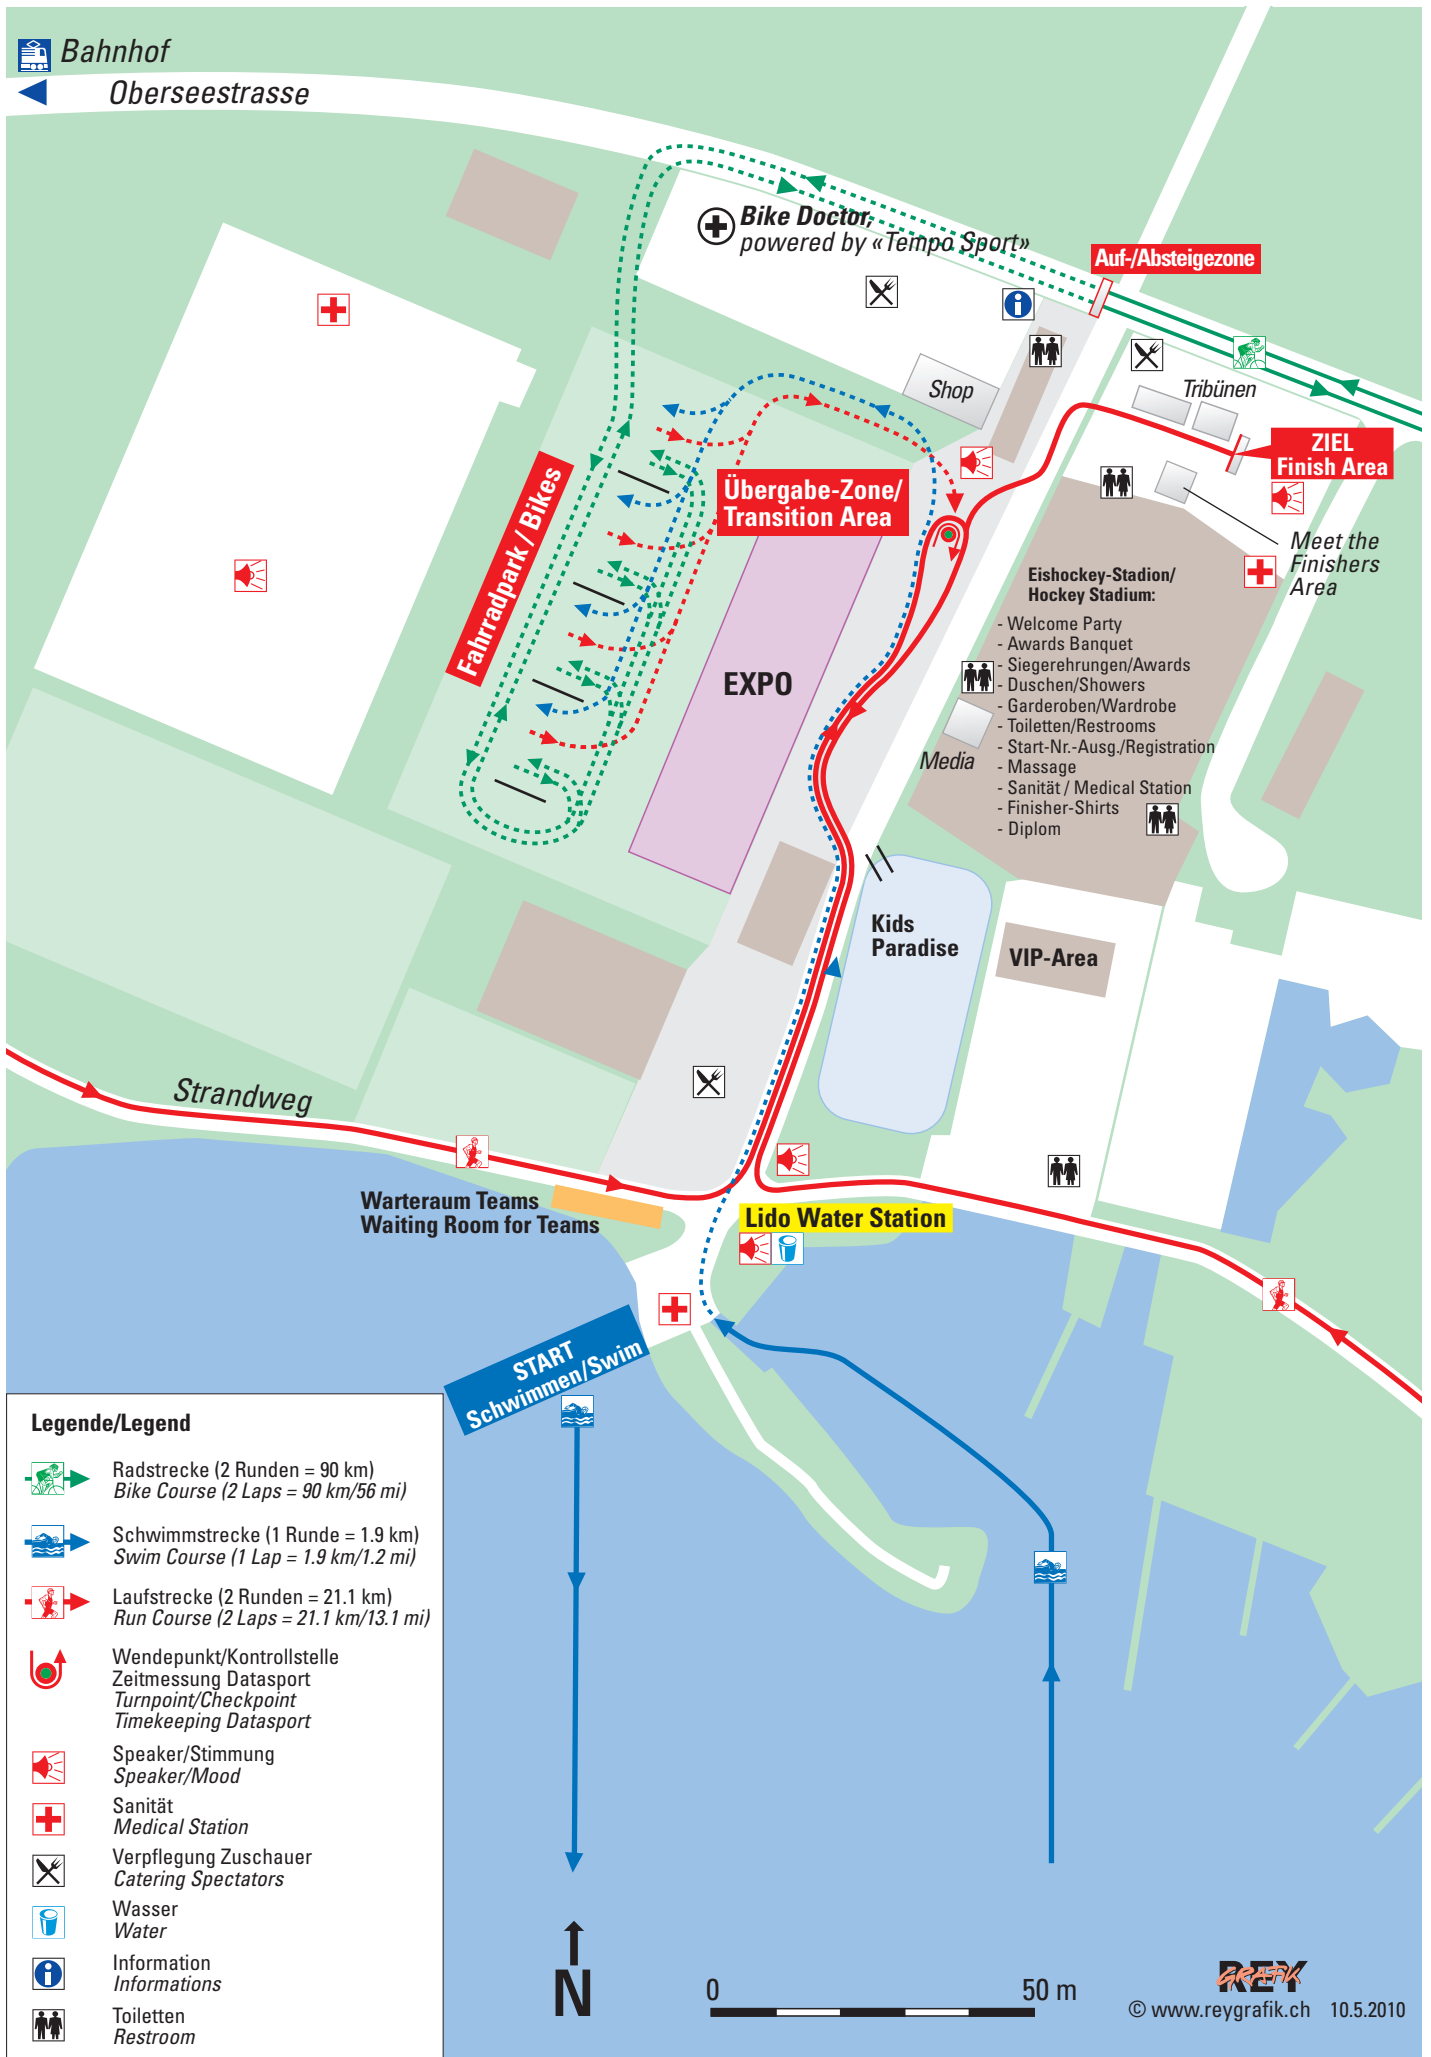 Bahnhof
Oberseestrasse
Bike Doctor,
powered by «Tempo Sport»
Auf-/Absteigezone
Shop
Tribünen
ZIEL
Finish Area
Übergabe-Zone/
Transition Area
Fahrradpark / Bikes
Meet the
Finishers
Area
Eishockey-Stadion/
Hockey Stadium:
- Welcome Party
- Awards Banquet
- Siegerehrungen/Awards
- Duschen/Showers
- Garderoben/Wardrobe
- Toiletten/Restrooms
- Start-Nr.-Ausg./Registration
- Massage
- Sanität / Medical Station
- Finisher-Shirts
- Diplom
EXPO
Media
Kids
Paradise
VIP-Area
Strandweg
Warteraum Teams
Waiting Room for Teams
Lido Water Station
START
Schwimmen/Swim
Legende/Legend
Radstrecke (2 Runden = 90 km)
Bike Course (2 Laps = 90 km/56 mi)
Schwimmstrecke (1 Runde = 1.9 km)
Swim Course (1 Lap = 1.9 km/1.2 mi)
Laufstrecke (2 Runden = 21.1 km)
Run Course (2 Laps = 21.1 km/13.1 mi)
Wendepunkt/Kontrollstelle
Zeitmessung Datasport
Turnpoint/Checkpoint
Timekeeping Datasport
Speaker/Stimmung
Speaker/Mood
Sanität
Medical Station
Verpflegung Zuschauer
Catering Spectators
Wasser
Water
Information
Informations
Toiletten
Restroom
N
0 50 m
REY
GRAFIK
© www.reygrafik.ch 10.5.2010